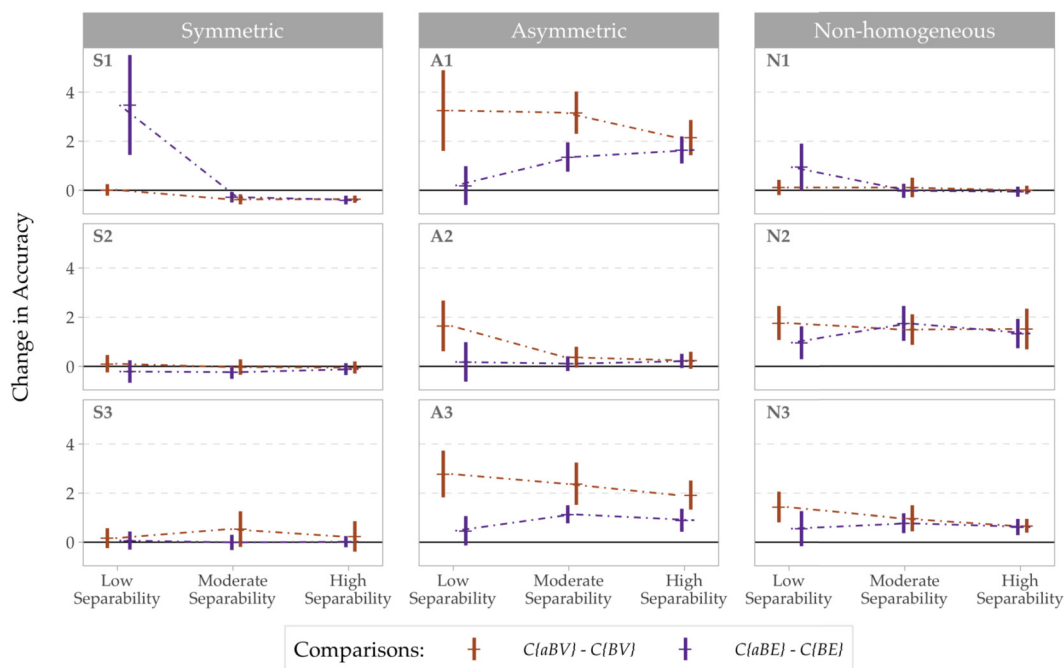 Symmetric
Asymmetric
Non-homogeneous
Change in Accuracy
S1
A1
N1
4
2
0
S2
A2
N2
4
2
0
S3
A3
N3
4
2
0
Low Separability
Moderate Separability
High Separability
Low Separability
Moderate Separability
High Separability
Low Separability
Moderate Separability
High Separability
Comparisons:
C{aBV} - C{BV}
C{aBE} - C{BE}